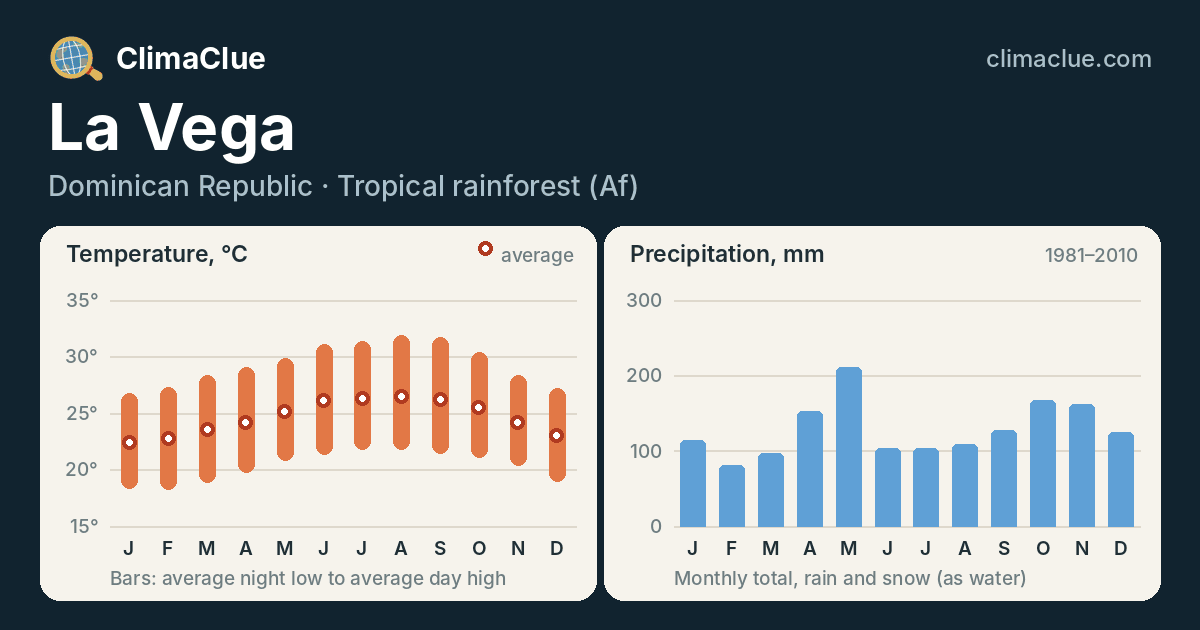 ClimaClue
climaclue.com
La Vega
Dominican Republic · Tropical rainforest (Af)
Temperature, °C
average
35°
30°
25°
20°
15°
J F M A M J J A S O N D
Bars: average night low to average day high
Precipitation, mm
1981–2010
300
200
100
0
J F M A M J J A S O N D
Monthly total, rain and snow (as water)